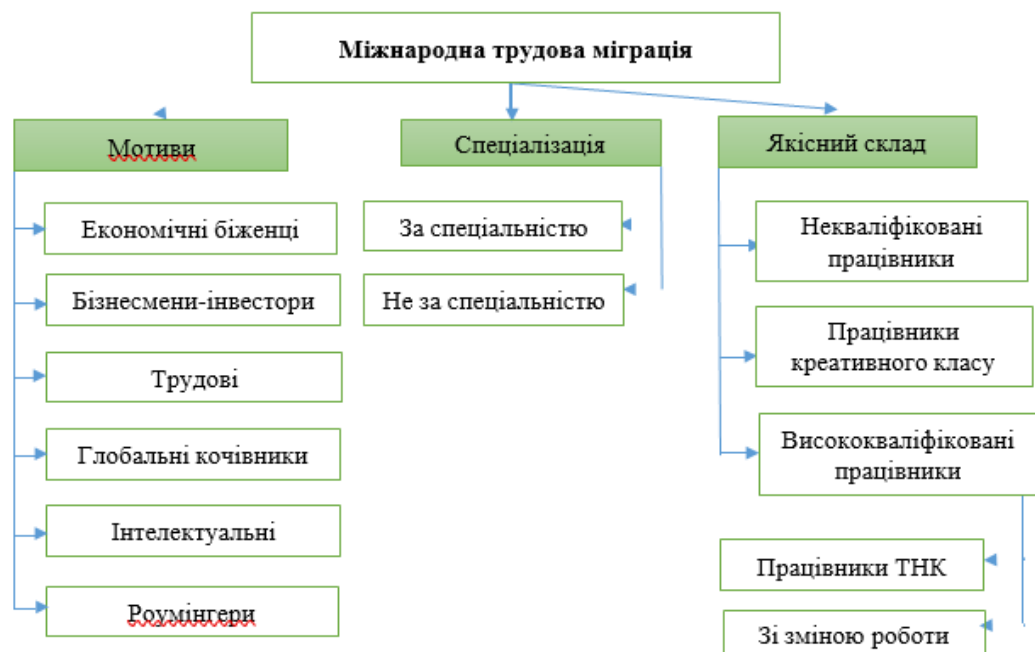 Міжнародна трудова міграція
Мотиви
Економічні біженці
Бізнесмени-інвестори
Трудові
Глобальні кочівники
Інтелектуальні
Роумінгери
Спеціалізація
За спеціальністю
Не за спеціальністю
Якісний склад
Некваліфіковані
працівники
Працівники
креативного класу
Висококваліфіковані
працівники
Працівники ТНК
Зі зміною роботи